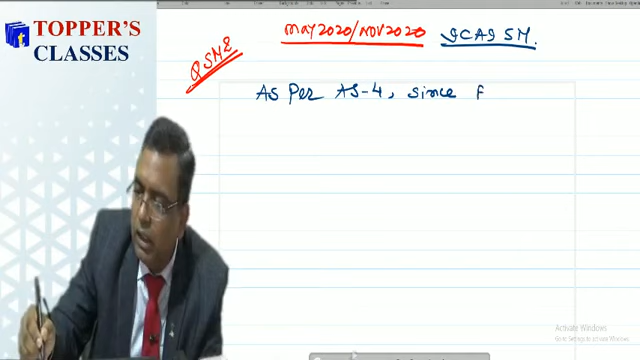 TOPPER'S
CLASSES
May 2020/Nov 2020 ICAI SM.
QSM2
As Per AS-4, since F
Activate Windows
Go to Settings to activate Windows.